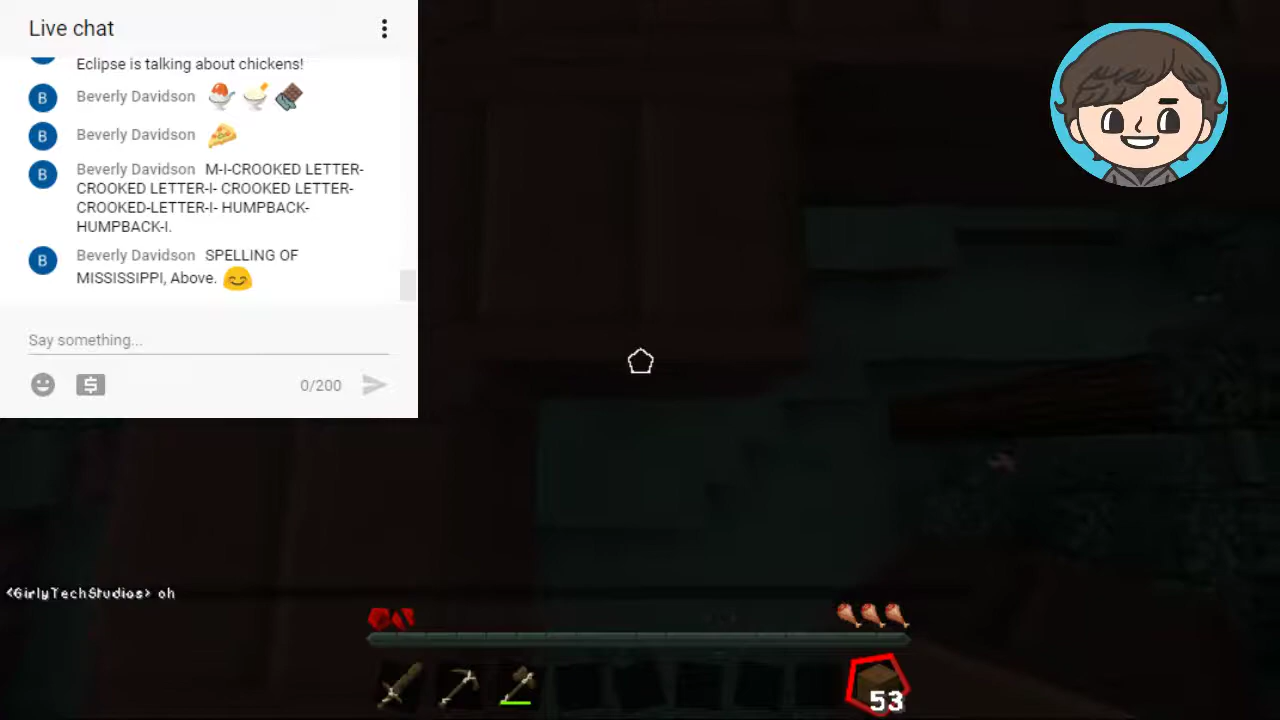 Live chat
Eclipse is talking about chickens!
B Beverly Davidson
B Beverly Davidson
B Beverly Davidson M-I-CROOKED LETTER-
CROOKED LETTER-I- CROOKED LETTER-
CROOKED-LETTER-I- HUMPBACK-
HUMPBACK-I.
B Beverly Davidson SPELLING OF
MISSISSIPPI, Above.
Say something...
0/200
<GirlyTechStudios> oh
53